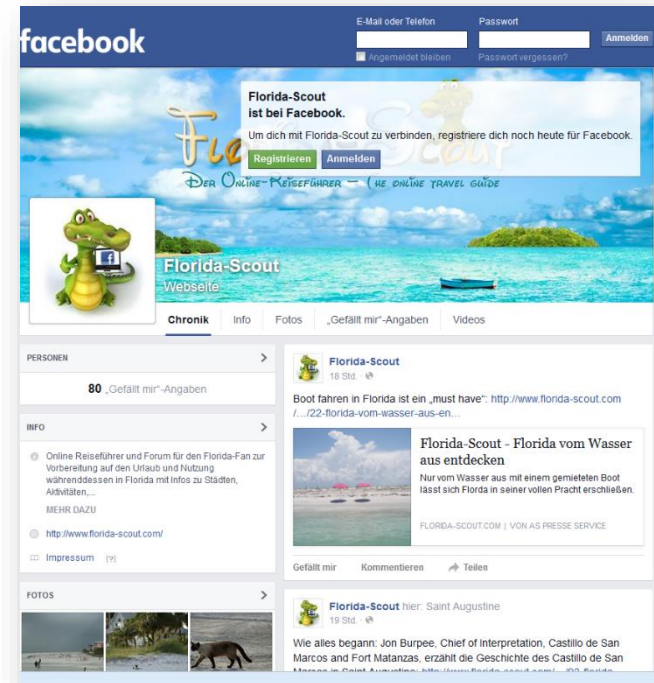 facebook
E-Mail oder Telefon
Passwort
Anmelden
Angemeldet bleiben
Passwort vergessen?
Florida-Scout
ist bei Facebook.
Um dich mit Florida-Scout zu verbinden, registriere dich noch heute für Facebook.
Registrieren
Anmelden
Der Online-Reiseführer – The online travel guide
Florida-Scout
Webseite
Chronik
Info
Fotos
„Gefällt mir“-Angaben
Videos
PERSONEN
80 „Gefällt mir“-Angaben
INFO
Online Reiseführer und Forum für den Florida-Fan zur
Vorbereitung auf den Urlaub und Nutzung
währenddessen in Florida mit Infos zu Städten,
Aktivitäten,...
MEHR DAZU
http://www.florida-scout.com/
Impressum [?]
FOTOS
Florida-Scout
18 Std. ·
Boot fahren in Florida ist ein „must have“: http://www.florida-scout.com
/…/22-florida-vom-wasser-aus-en…
Florida-Scout - Florida vom Wasser
aus entdecken
Nur vom Wasser aus mit einem gemieteten Boot
lässt sich Florda in seiner vollen Pracht erschließen.
FLORIDA-SCOUT.COM | VON AS PRESSE SERVICE
Gefällt mir
Kommentieren
Teilen
Florida-Scout hier: Saint Augustine
19 Std. ·
Wie alles begann: Jon Burpee, Chief of Interpretation, Castillo de San
Marcos and Fort Matanzas, erzählt die Geschichte des Castillo de San